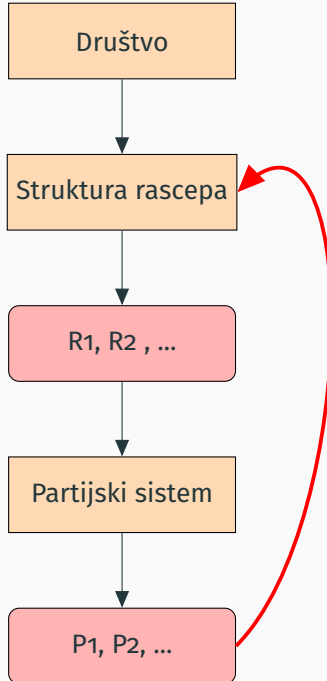 Društvo
Struktura rascepa
R1, R2 , ...
Partijski sistem
P1, P2, ...